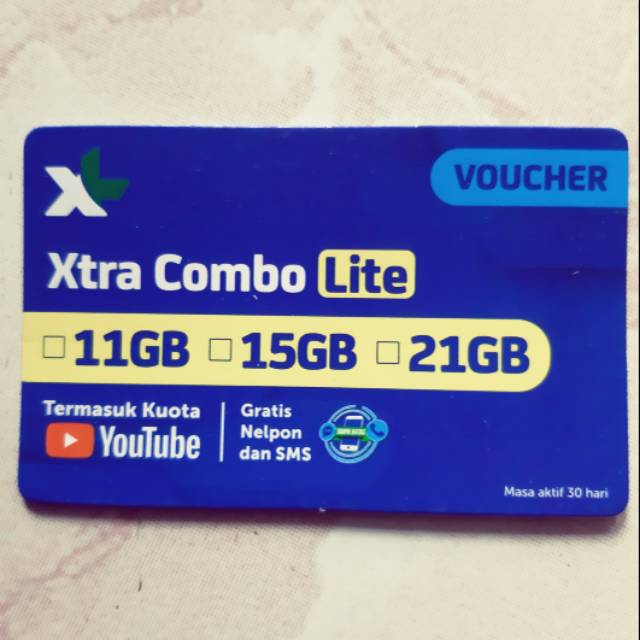 XL
VOUCHER
Xtra Combo Lite
11GB 15GB 21GB
Termasuk Kuota
YouTube
Gratis
Nelpon
dan SMS
Masa aktif 30 hari